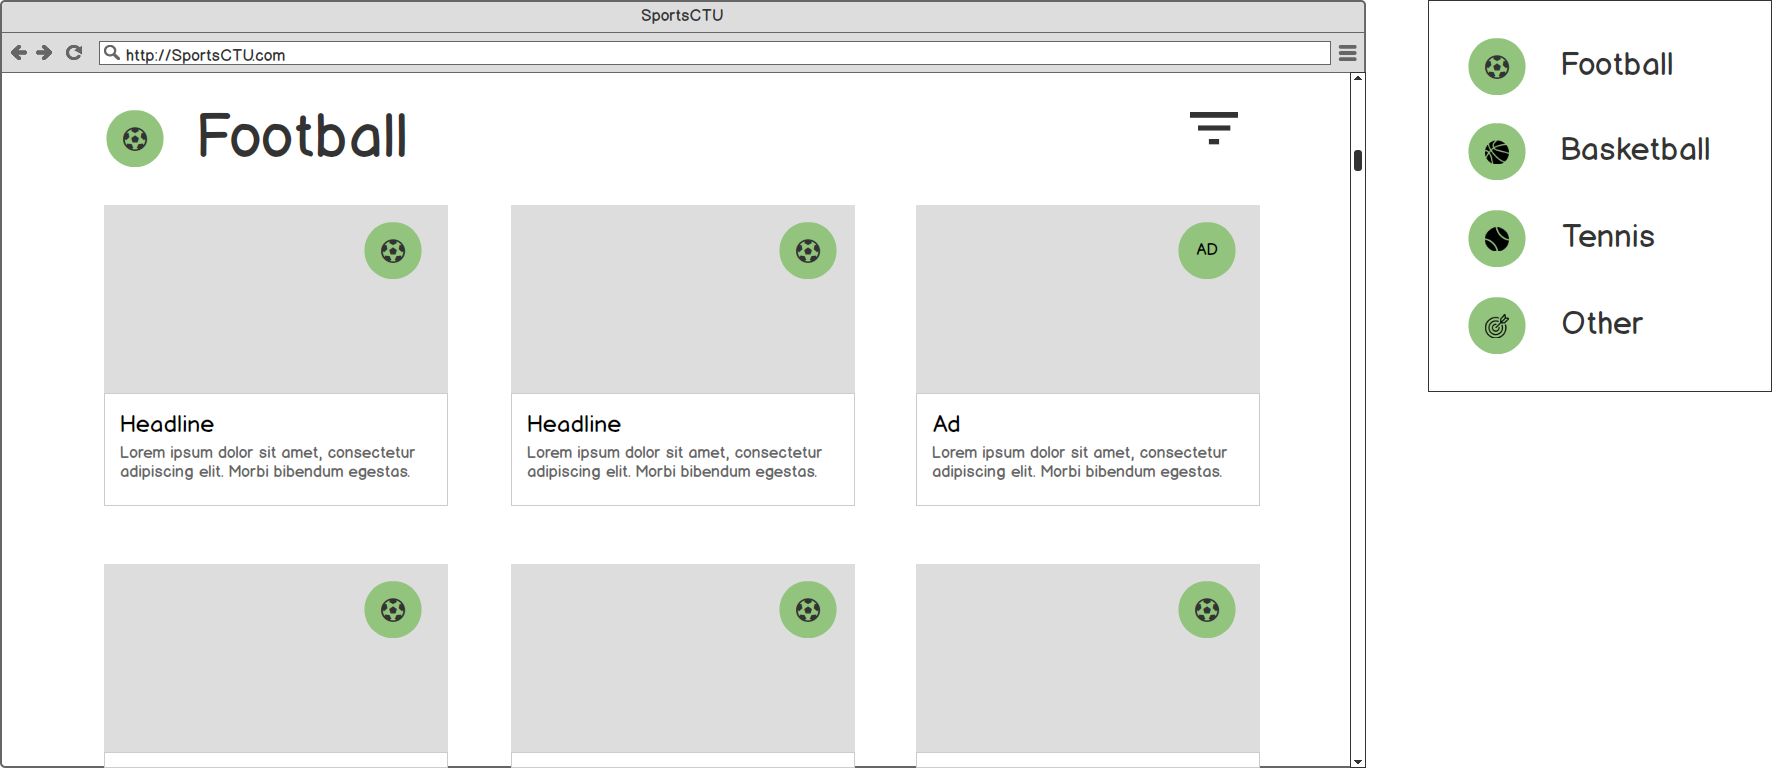 SportsCTU
http://SportsCTU.com
Football
AD
Headline
Lorem ipsum dolor sit amet, consectetur
adipiscing elit. Morbi bibendum egestas.
Headline
Lorem ipsum dolor sit amet, consectetur
adipiscing elit. Morbi bibendum egestas.
Ad
Lorem ipsum dolor sit amet, consectetur
adipiscing elit. Morbi bibendum egestas.
Football
Basketball
Tennis
Other